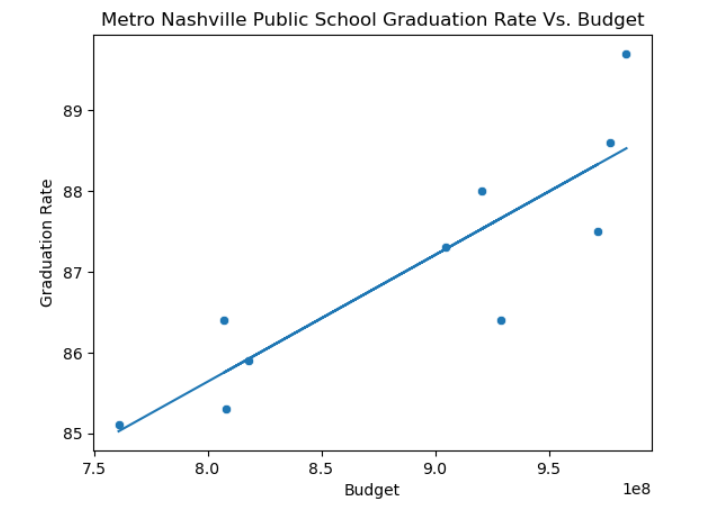 Metro Nashville Public School Graduation Rate Vs. Budget
Graduation Rate
89
88
87
86
85
7.5 8.0 8.5 9.0 9.5
1e8
Budget